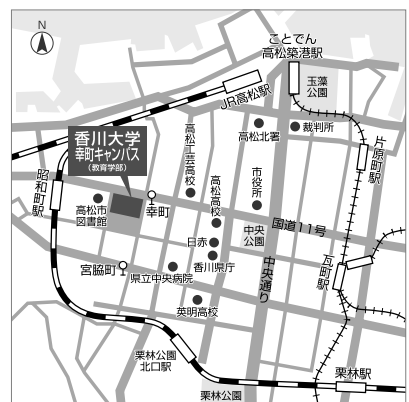 N
ことでん
高松築港駅
玉藻
公園
JR高松駅
高松北署
裁判所
片原町駅
香川大学
幸町キャンパス
（教育学部）
高松工芸高校
市役所
昭和町駅
高松市
図書館
幸町
高松高校
国道11号
日赤
中央
公園
宮脇町
香川県庁
中央通り
瓦町駅
県立中央病院
英明高校
栗林公園
北口駅
栗林駅
栗林公園